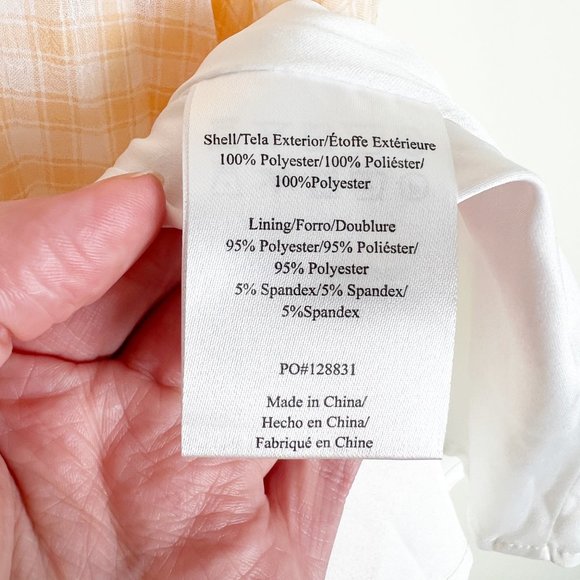 Shell/Tela Exterior/Étoffe Extérieure
100% Polyester/100% Poliéster/
100%Polyester
Lining/Forro/Doublure
95% Polyester/95% Poliéster/
95% Polyester
5% Spandex/5% Spandex/
5%Spandex
PO#128831
Made in China/
Hecho en China/
Fabriqué en Chine